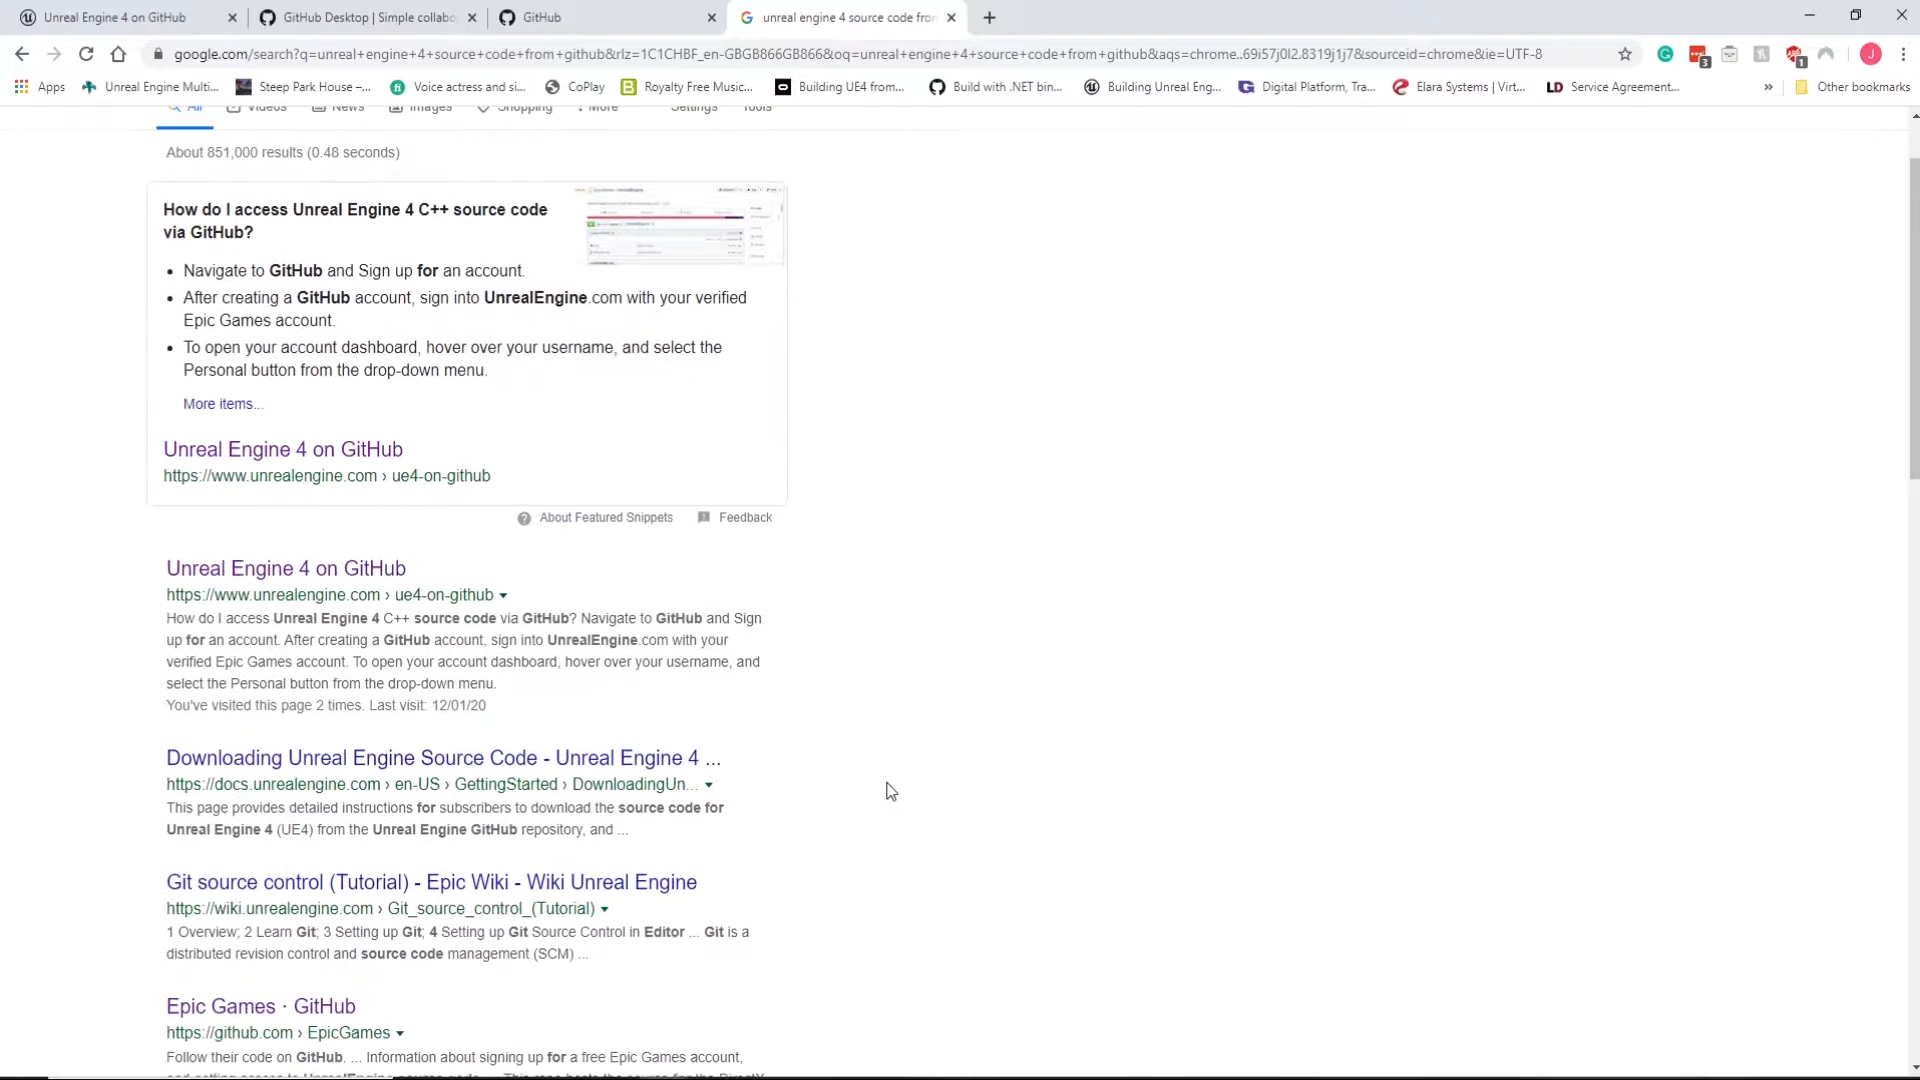 Unreal Engine 4 on GitHub
GitHub Desktop | Simple collabo
GitHub
unreal engine 4 source code from
google.com/search?q=unreal+engine+4+source+code+from+github&rlz=1C1CHBF_en-GBGB866GB866&oq=unreal+engine+4+source+code+from+github&aqs=chrome..69i57j0l2.8319j1j7&sourceid=chrome&ie=UTF-8
3
1
J
Apps
Unreal Engine Multi...
Steep Park House –...
Voice actress and si...
CoPlay
Royalty Free Music...
Building UE4 from...
Build with .NET bin...
Building Unreal Eng...
Digital Platform, Tra...
Elara Systems | Virt...
LD Service Agreement...
»
Other bookmarks
All
Videos
News
Images
Shopping
More
Settings
Tools
About 851,000 results (0.48 seconds)
How do I access Unreal Engine 4 C++ source code
via GitHub?
• Navigate to GitHub and Sign up for an account.
• After creating a GitHub account, sign into UnrealEngine.com with your verified
Epic Games account.
• To open your account dashboard, hover over your username, and select the
Personal button from the drop-down menu.
More items...
Unreal Engine 4 on GitHub
https://www.unrealengine.com › ue4-on-github
About Featured Snippets
Feedback
Unreal Engine 4 on GitHub
https://www.unrealengine.com › ue4-on-github
How do I access Unreal Engine 4 C++ source code via GitHub? Navigate to GitHub and Sign
up for an account. After creating a GitHub account, sign into UnrealEngine.com with your
verified Epic Games account. To open your account dashboard, hover over your username, and
select the Personal button from the drop-down menu.
You've visited this page 2 times. Last visit: 12/01/20
Downloading Unreal Engine Source Code - Unreal Engine 4 ...
https://docs.unrealengine.com › en-US › GettingStarted › DownloadingUn...
This page provides detailed instructions for subscribers to download the source code for
Unreal Engine 4 (UE4) from the Unreal Engine GitHub repository, and ...
Git source control (Tutorial) - Epic Wiki - Wiki Unreal Engine
https://wiki.unrealengine.com › Git_source_control_(Tutorial)
1 Overview; 2 Learn Git; 3 Setting up Git; 4 Setting up Git Source Control in Editor ... Git is a
distributed revision control and source code management (SCM) ...
Epic Games · GitHub
https://github.com › EpicGames
Follow their code on GitHub. ... Information about signing up for a free Epic Games account,